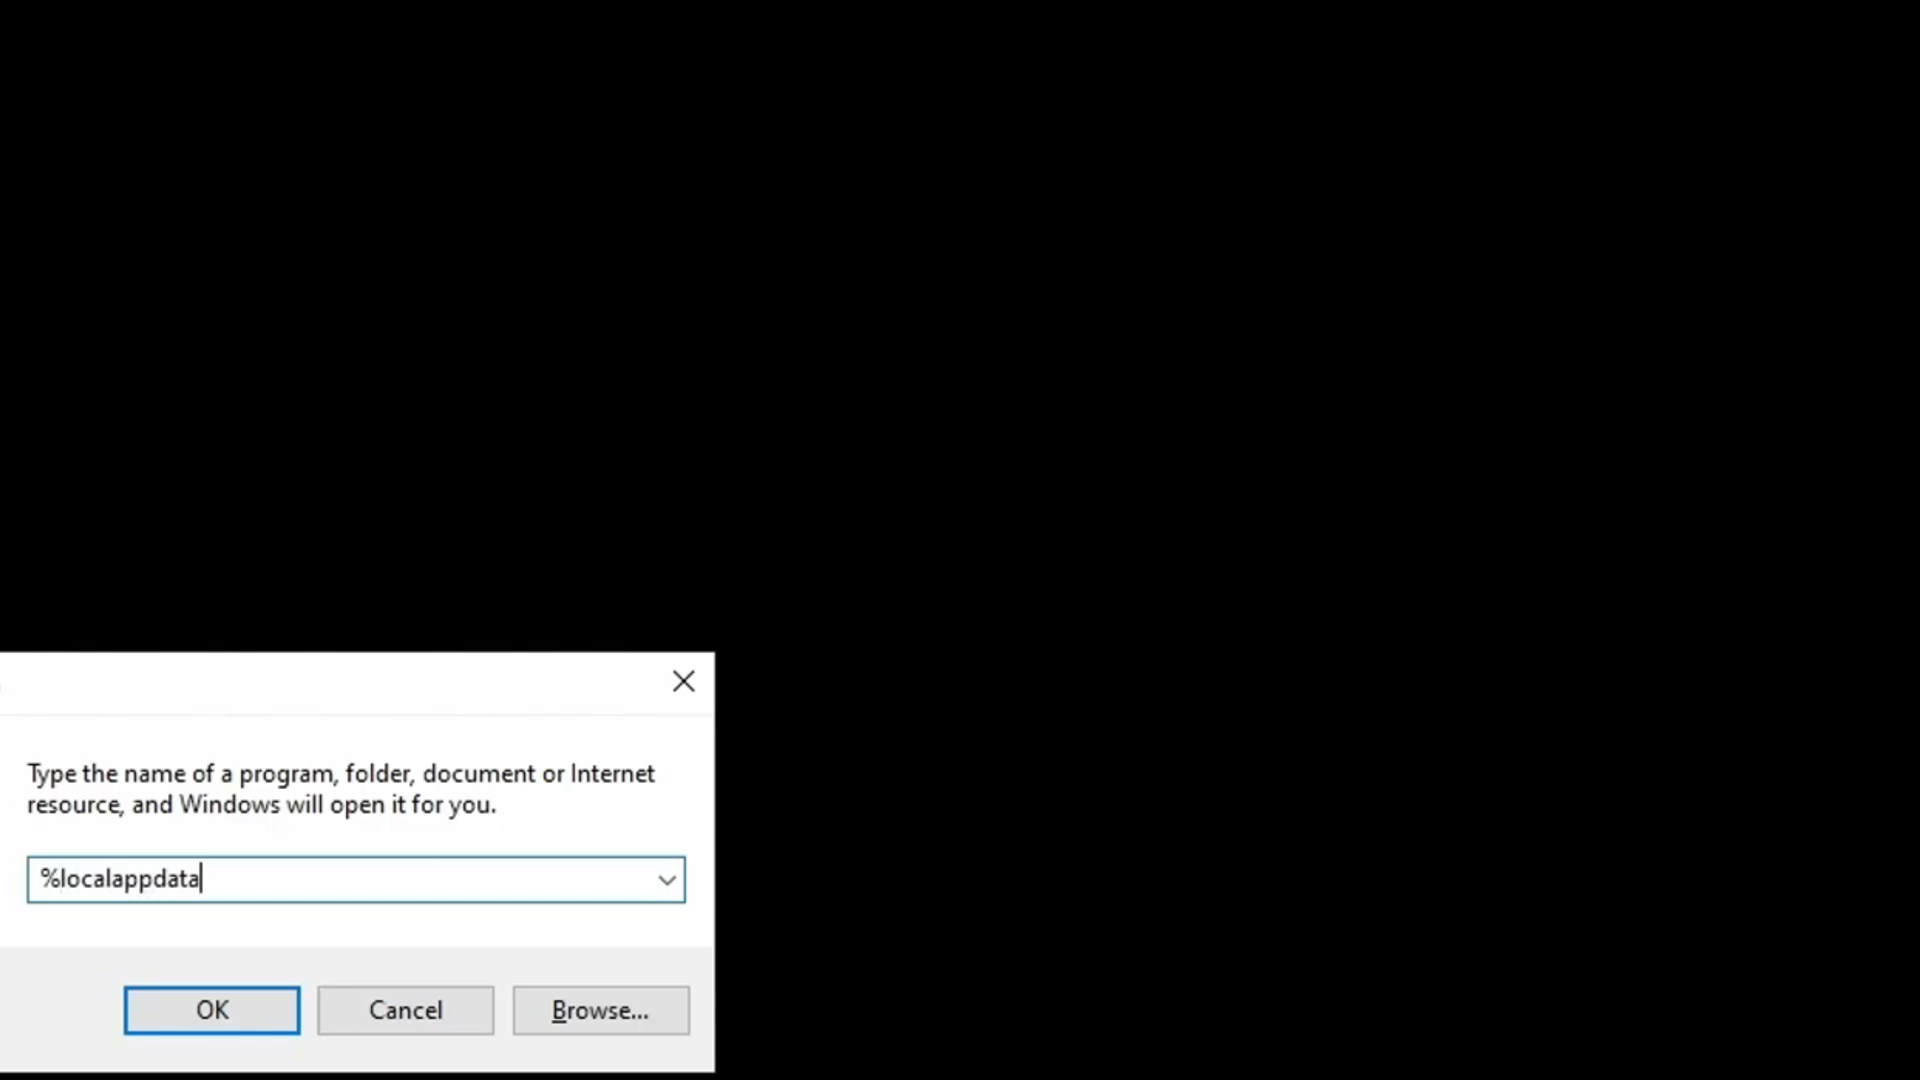 Type the name of a program, folder, document or Internet
resource, and Windows will open it for you.
%localappdata
OK
Cancel
Browse...